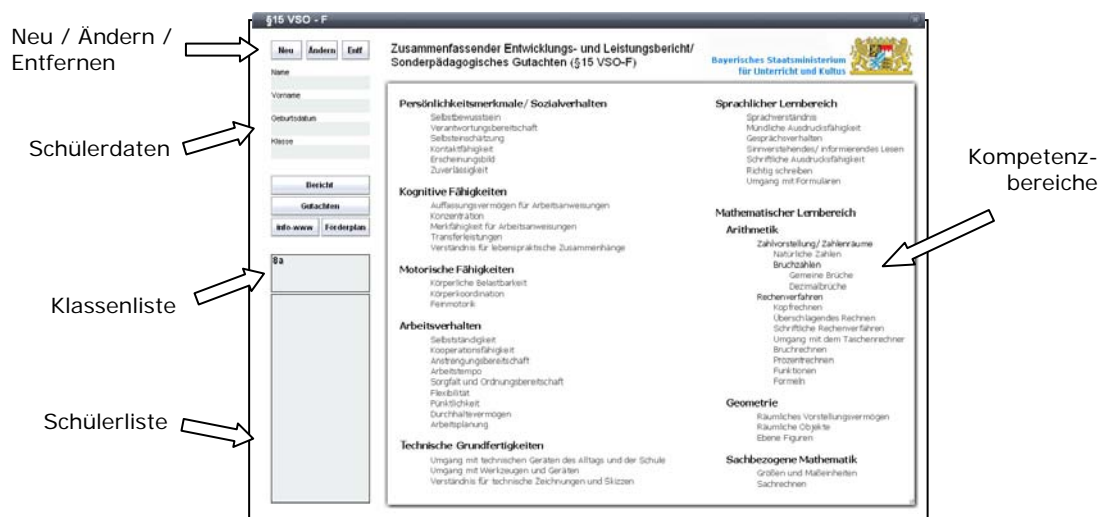 §15 VSO - F
Neu / Ändern /
Entfernen
Schülerdaten
Klassenliste
Schülerliste
Neu Ändern Entf
Name
Vorname
Geburtsdatum
Klasse
Bericht
Gutachten
Info-www Förderplan
8a
Zusammenfassender Entwicklungs- und Leistungsbericht/
Sonderpädagogisches Gutachten (§15 VSO-F)
Bayerisches Staatsministerium
für Unterricht und Kultus
Persönlichkeitsmerkmale/ Sozialverhalten
Selbstbewusstsein
Verantwortungsbereitschaft
Selbsteinschätzung
Kontaktfähigkeit
Erscheinungsbild
Zuverlässigkeit
Kognitive Fähigkeiten
Auffassungsvermögen für Arbeitsanweisungen
Konzentration
Merkfähigkeit für Arbeitsanweisungen
Transferleistungen
Verständnis für lebenspraktische Zusammenhänge
Motorische Fähigkeiten
Körperliche Belastbarkeit
Körperkoordination
Feinmotorik
Arbeitsverhalten
Selbstständigkeit
Kooperationsfähigkeit
Anstrengungsbereitschaft
Arbeitstempo
Sorgfalt und Ordnungsbereitschaft
Flexibilität
Pünktlichkeit
Durchhaltevermögen
Arbeitsplanung
Technische Grundfertigkeiten
Umgang mit technischen Geräten des Alltags und der Schule
Umgang mit Werkzeugen und Geräten
Verständnis für technische Zeichnungen und Skizzen
Sprachlicher Lernbereich
Sprachverständnis
Mündliche Ausdrucksfähigkeit
Gesprächsverhalten
Sinnverstehendes/ informierendes Lesen
Schriftliche Ausdrucksfähigkeit
Richtig schreiben
Umgang mit Formularen
Mathematischer Lernbereich
Arithmetik
Zahlvorstellung/ Zahlenräume
Natürliche Zahlen
Bruchzahlen
Gemeine Brüche
Dezimalbrüche
Rechenverfahren
Kopfrechnen
Überschlagendes Rechnen
Schriftliche Rechenverfahren
Umgang mit dem Taschenrechner
Bruchrechnen
Prozentrechnen
Funktionen
Formeln
Geometrie
Räumliches Vorstellungsvermögen
Räumliche Objekte
Ebene Figuren
Sachbezogene Mathematik
Größen und Maßeinheiten
Sachrechnen
Kompetenz-
bereiche